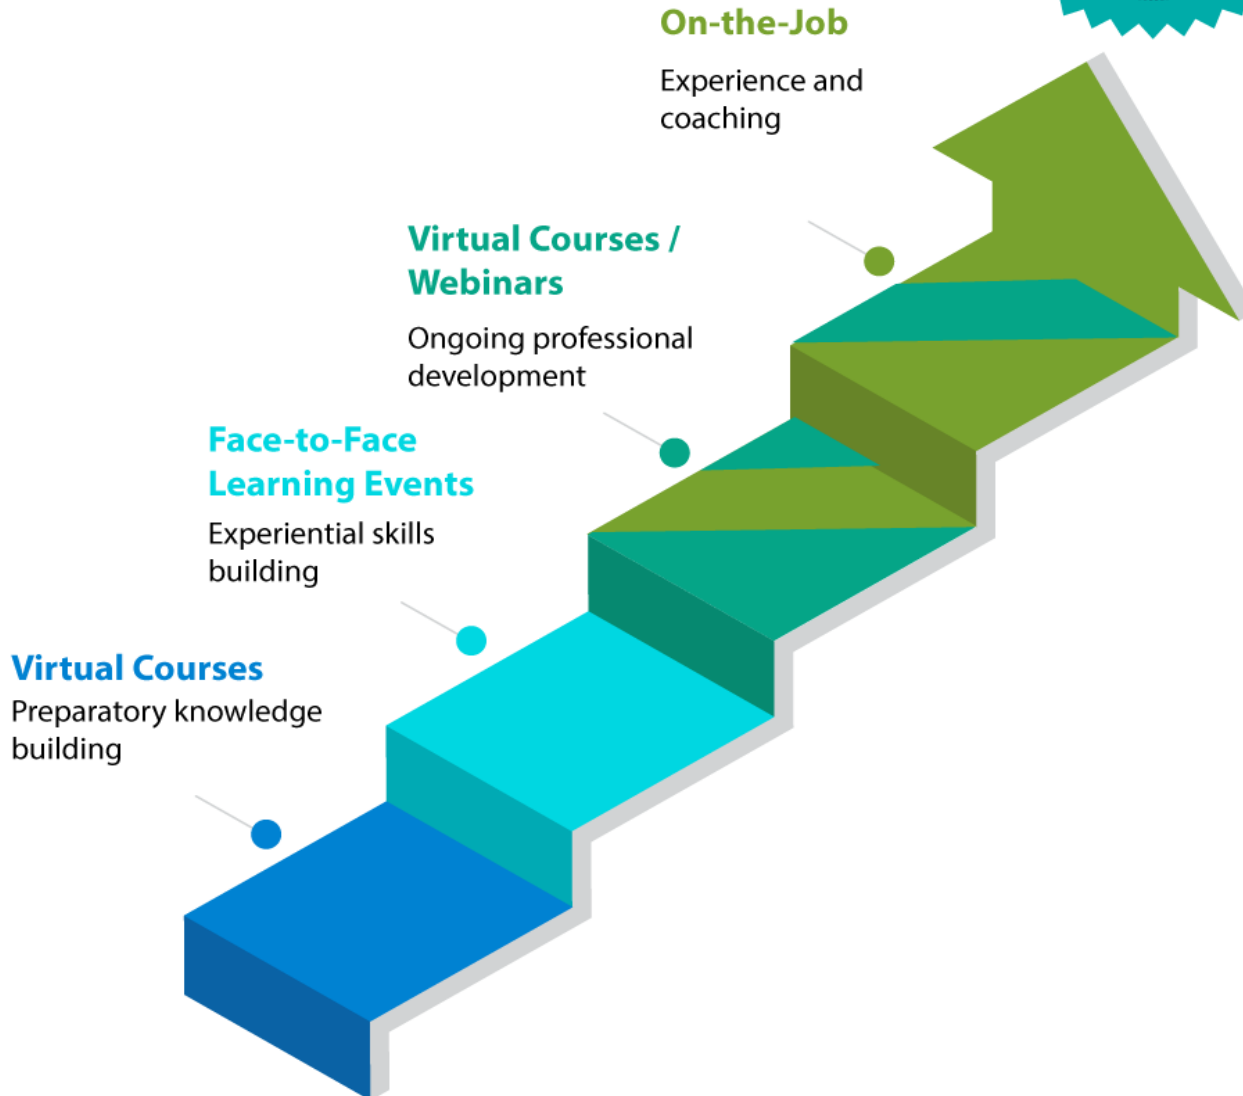 On-the-Job
Experience and
coaching
Virtual Courses /
Webinars
Ongoing professional
development
Face-to-Face
Learning Events
Experiential skills
building
Virtual Courses
Preparatory knowledge
building